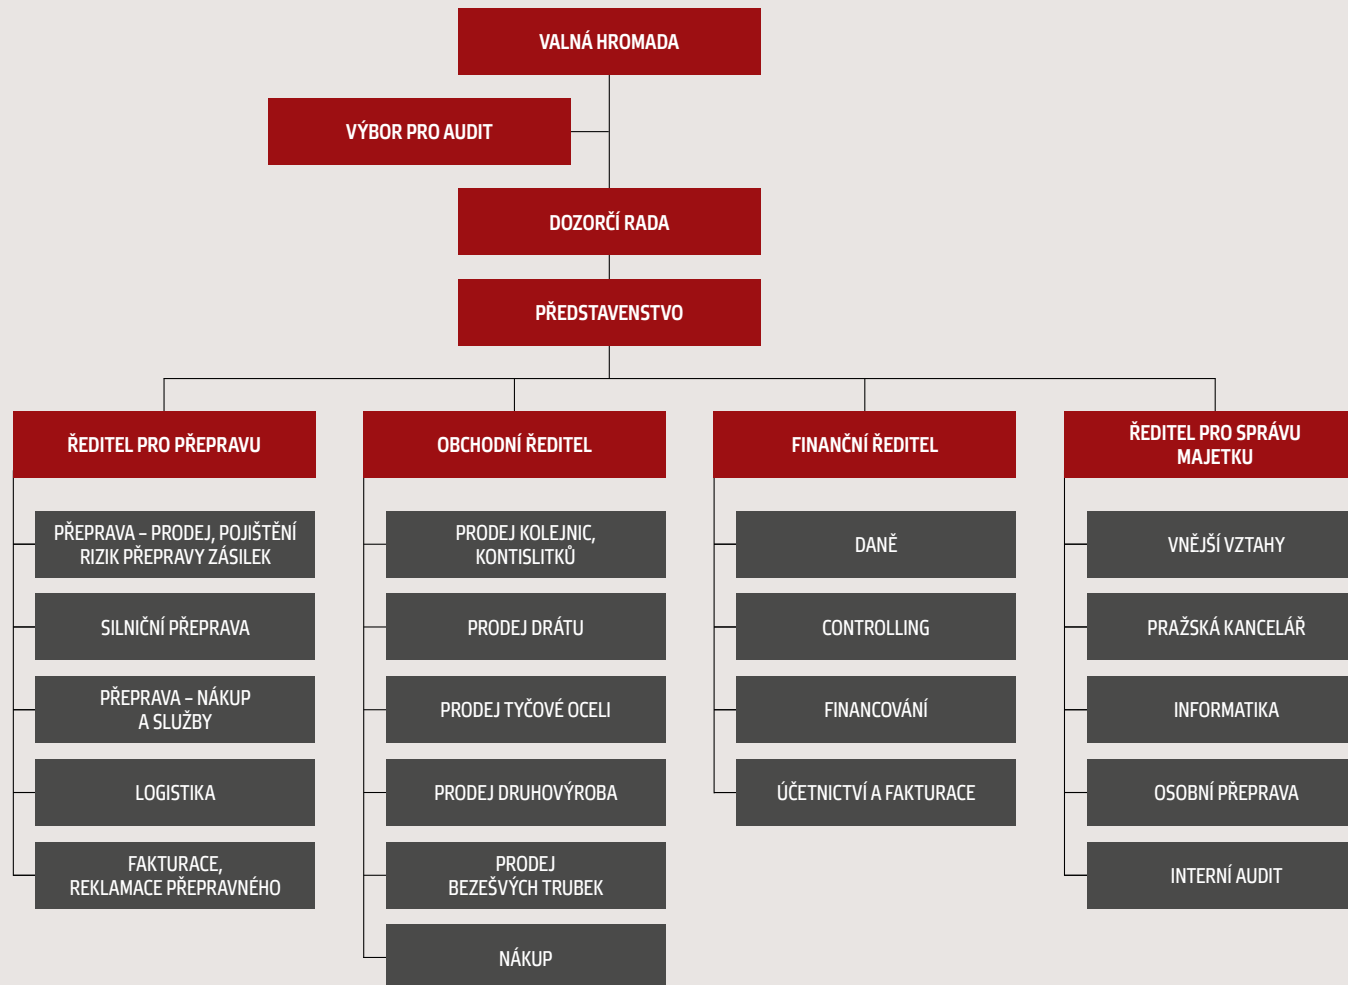 VALNÁ HROMADA
VÝBOR PRO AUDIT
DOZORČÍ RADA
PŘEDSTAVENSTVO
ŘEDITEL PRO PŘEPRAVU
PŘEPRAVA – PRODEJ, POJIŠTĚNÍ
RIZIK PŘEPRAVY ZÁSILEK
SILNIČNÍ PŘEPRAVA
PŘEPRAVA – NÁKUP
A SLUŽBY
LOGISTIKA
FAKTURACE,
REKLAMACE PŘEPRAVNÉHO
OBCHODNÍ ŘEDITEL
PRODEJ KOLEJNIC,
KONTISLITKŮ
PRODEJ DRÁTU
PRODEJ TYČOVÉ OCELI
PRODEJ DRUHOVÝROBA
PRODEJ
BEZEŠVÝCH TRUBEK
NÁKUP
FINANČNÍ ŘEDITEL
DANĚ
CONTROLLING
FINANCOVÁNÍ
ÚČETNICTVÍ A FAKTURACE
ŘEDITEL PRO SPRÁVU
MAJETKU
VNĚJŠÍ VZTAHY
PRAŽSKÁ KANCELÁŘ
INFORMATIKA
OSOBNÍ PŘEPRAVA
INTERNÍ AUDIT